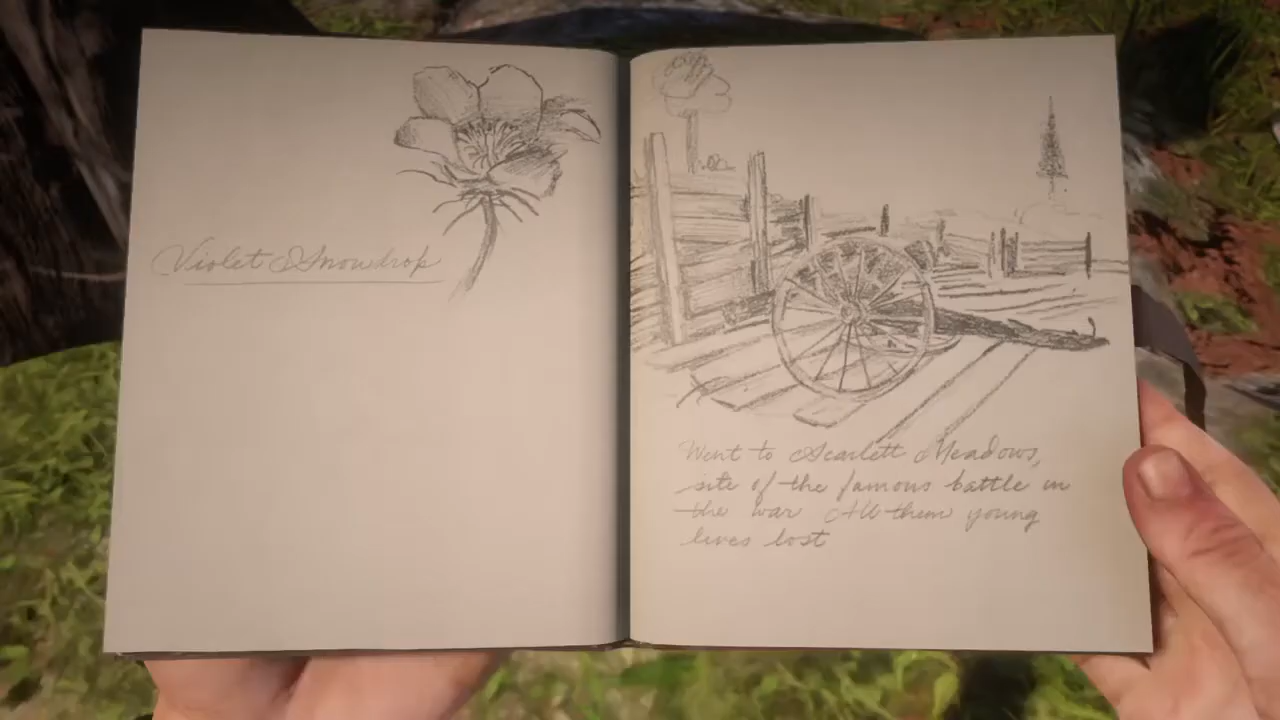 Violet Snowdrop
Went to Scarlett Meadows,
site of the famous battle in
the war All them young
lives lost